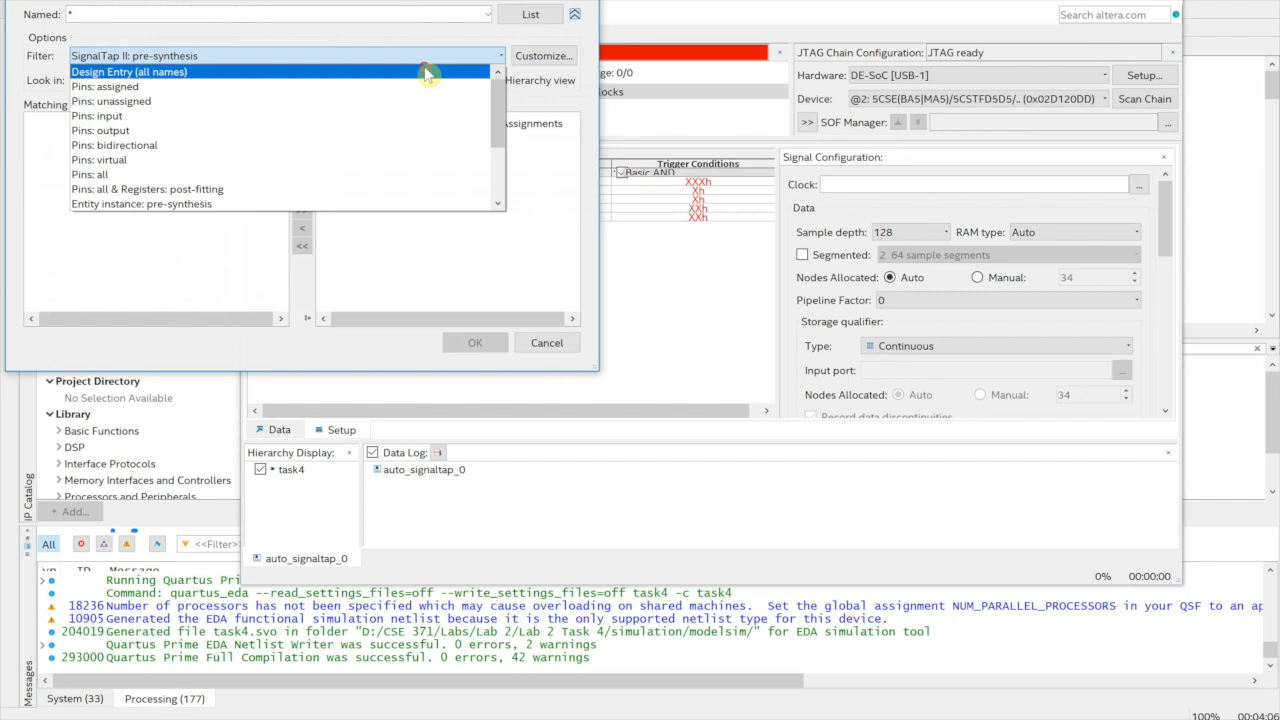 Named: *
List
Options
Filter: SignalTap II: pre-synthesis
Customize...
Look in:
Hierarchy view
Design Entry (all names)
Pins: assigned
Pins: unassigned
Pins: input
Pins: output
Pins: bidirectional
Pins: virtual
Pins: all
Pins: all & Registers: post-fitting
Entity instance: pre-synthesis
Matching
Assignments
>>
<
<<
OK
Cancel
Search altera.com
ge: 0/0
locks
× JTAG Chain Configuration: JTAG ready ×
Hardware: DE-SoC [USB-1] Setup...
Device: @2: 5CSE(BA5|MA5)/5CSTFD5D5/.. (0x02D120DD) Scan Chain
>> SOF Manager: ...
Trigger Conditions
Basic AND
XXXh
Xh
Xh
XXh
XXh
Signal Configuration: ×
Clock: ...
Data
Sample depth: 128 RAM type: Auto
Segmented: 2 64 sample segments
Nodes Allocated: Auto Manual: 34
Pipeline Factor: 0
Storage qualifier:
Type: Continuous
Input port: ...
Nodes Allocated: Auto Manual: 34
Record data discontinuities
Project Directory
No Selection Available
Library
Basic Functions
DSP
Interface Protocols
Memory Interfaces and Controllers
Processors and Peripherals
+ Add...
IP Catalog
Data Setup
Hierarchy Display: ×
task4
Data Log: ×
auto_signaltap_0
auto_signaltap_0
0% 00:00:00
All <<Filter>>
ID Message
Running Quartus Prim
Command: quartus_eda --read_settings_files=off --write_settings_files=off task4 -c task4
18236 Number of processors has not been specified which may cause overloading on shared machines. Set the global assignment NUM_PARALLEL_PROCESSORS in your QSF to an ap
10905 Generated the EDA functional simulation netlist because it is the only supported netlist type for this device.
204019 Generated file task4.svo in folder "D:/CSE 371/Labs/Lab 2/Lab 2 Task 4/simulation/modelsim/" for EDA simulation tool
Quartus Prime EDA Netlist Writer was successful. 0 errors, 2 warnings
293000 Quartus Prime Full Compilation was successful. 0 errors, 42 warnings
Messages
System (33) Processing (177)
100% 00:04:06